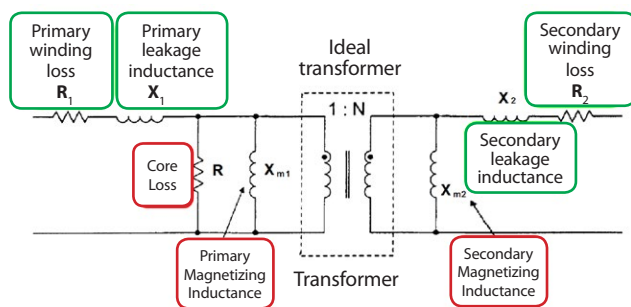 Primary
winding
loss
R1
Primary
leakage
inductance
X1
Ideal
transformer
1 : N
X2
Secondary
winding
loss
R2
Secondary
leakage
inductance
Core
Loss
R
Xm1
Xm2
Primary
Magnetizing
Inductance
Transformer
Secondary
Magnetizing
Inductance